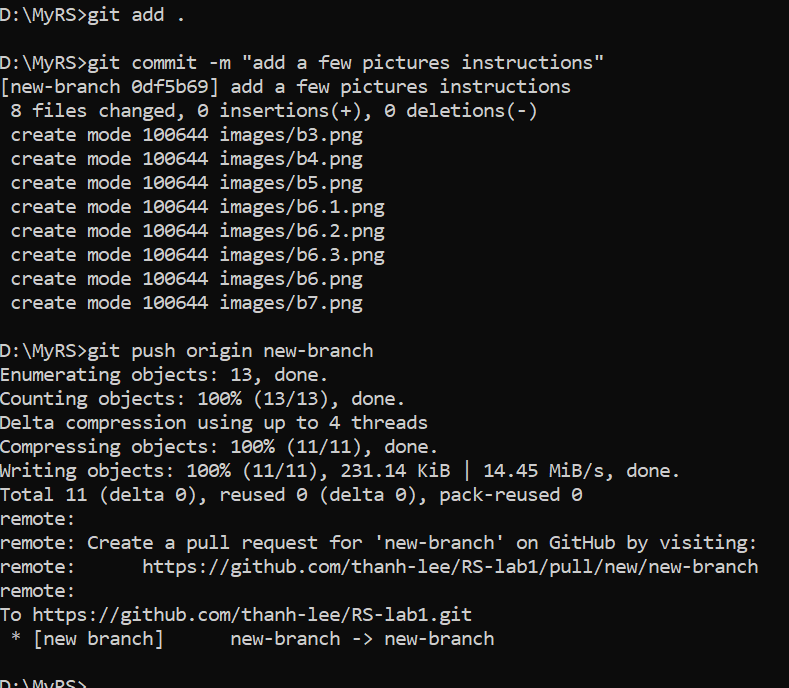 D:\MyRS>git add .
D:\MyRS>git commit -m "add a few pictures instructions"
[new-branch 0df5b69] add a few pictures instructions
 8 files changed, 0 insertions(+), 0 deletions(-)
 create mode 100644 images/b3.png
 create mode 100644 images/b4.png
 create mode 100644 images/b5.png
 create mode 100644 images/b6.1.png
 create mode 100644 images/b6.2.png
 create mode 100644 images/b6.3.png
 create mode 100644 images/b6.png
 create mode 100644 images/b7.png
D:\MyRS>git push origin new-branch
Enumerating objects: 13, done.
Counting objects: 100% (13/13), done.
Delta compression using up to 4 threads
Compressing objects: 100% (11/11), done.
Writing objects: 100% (11/11), 231.14 KiB | 14.45 MiB/s, done.
Total 11 (delta 0), reused 0 (delta 0), pack-reused 0
remote:
remote: Create a pull request for 'new-branch' on GitHub by visiting:
remote:      https://github.com/thanh-lee/RS-lab1/pull/new/new-branch
remote:
To https://github.com/thanh-lee/RS-lab1.git
 * [new branch]      new-branch -> new-branch
D:\MyRS>